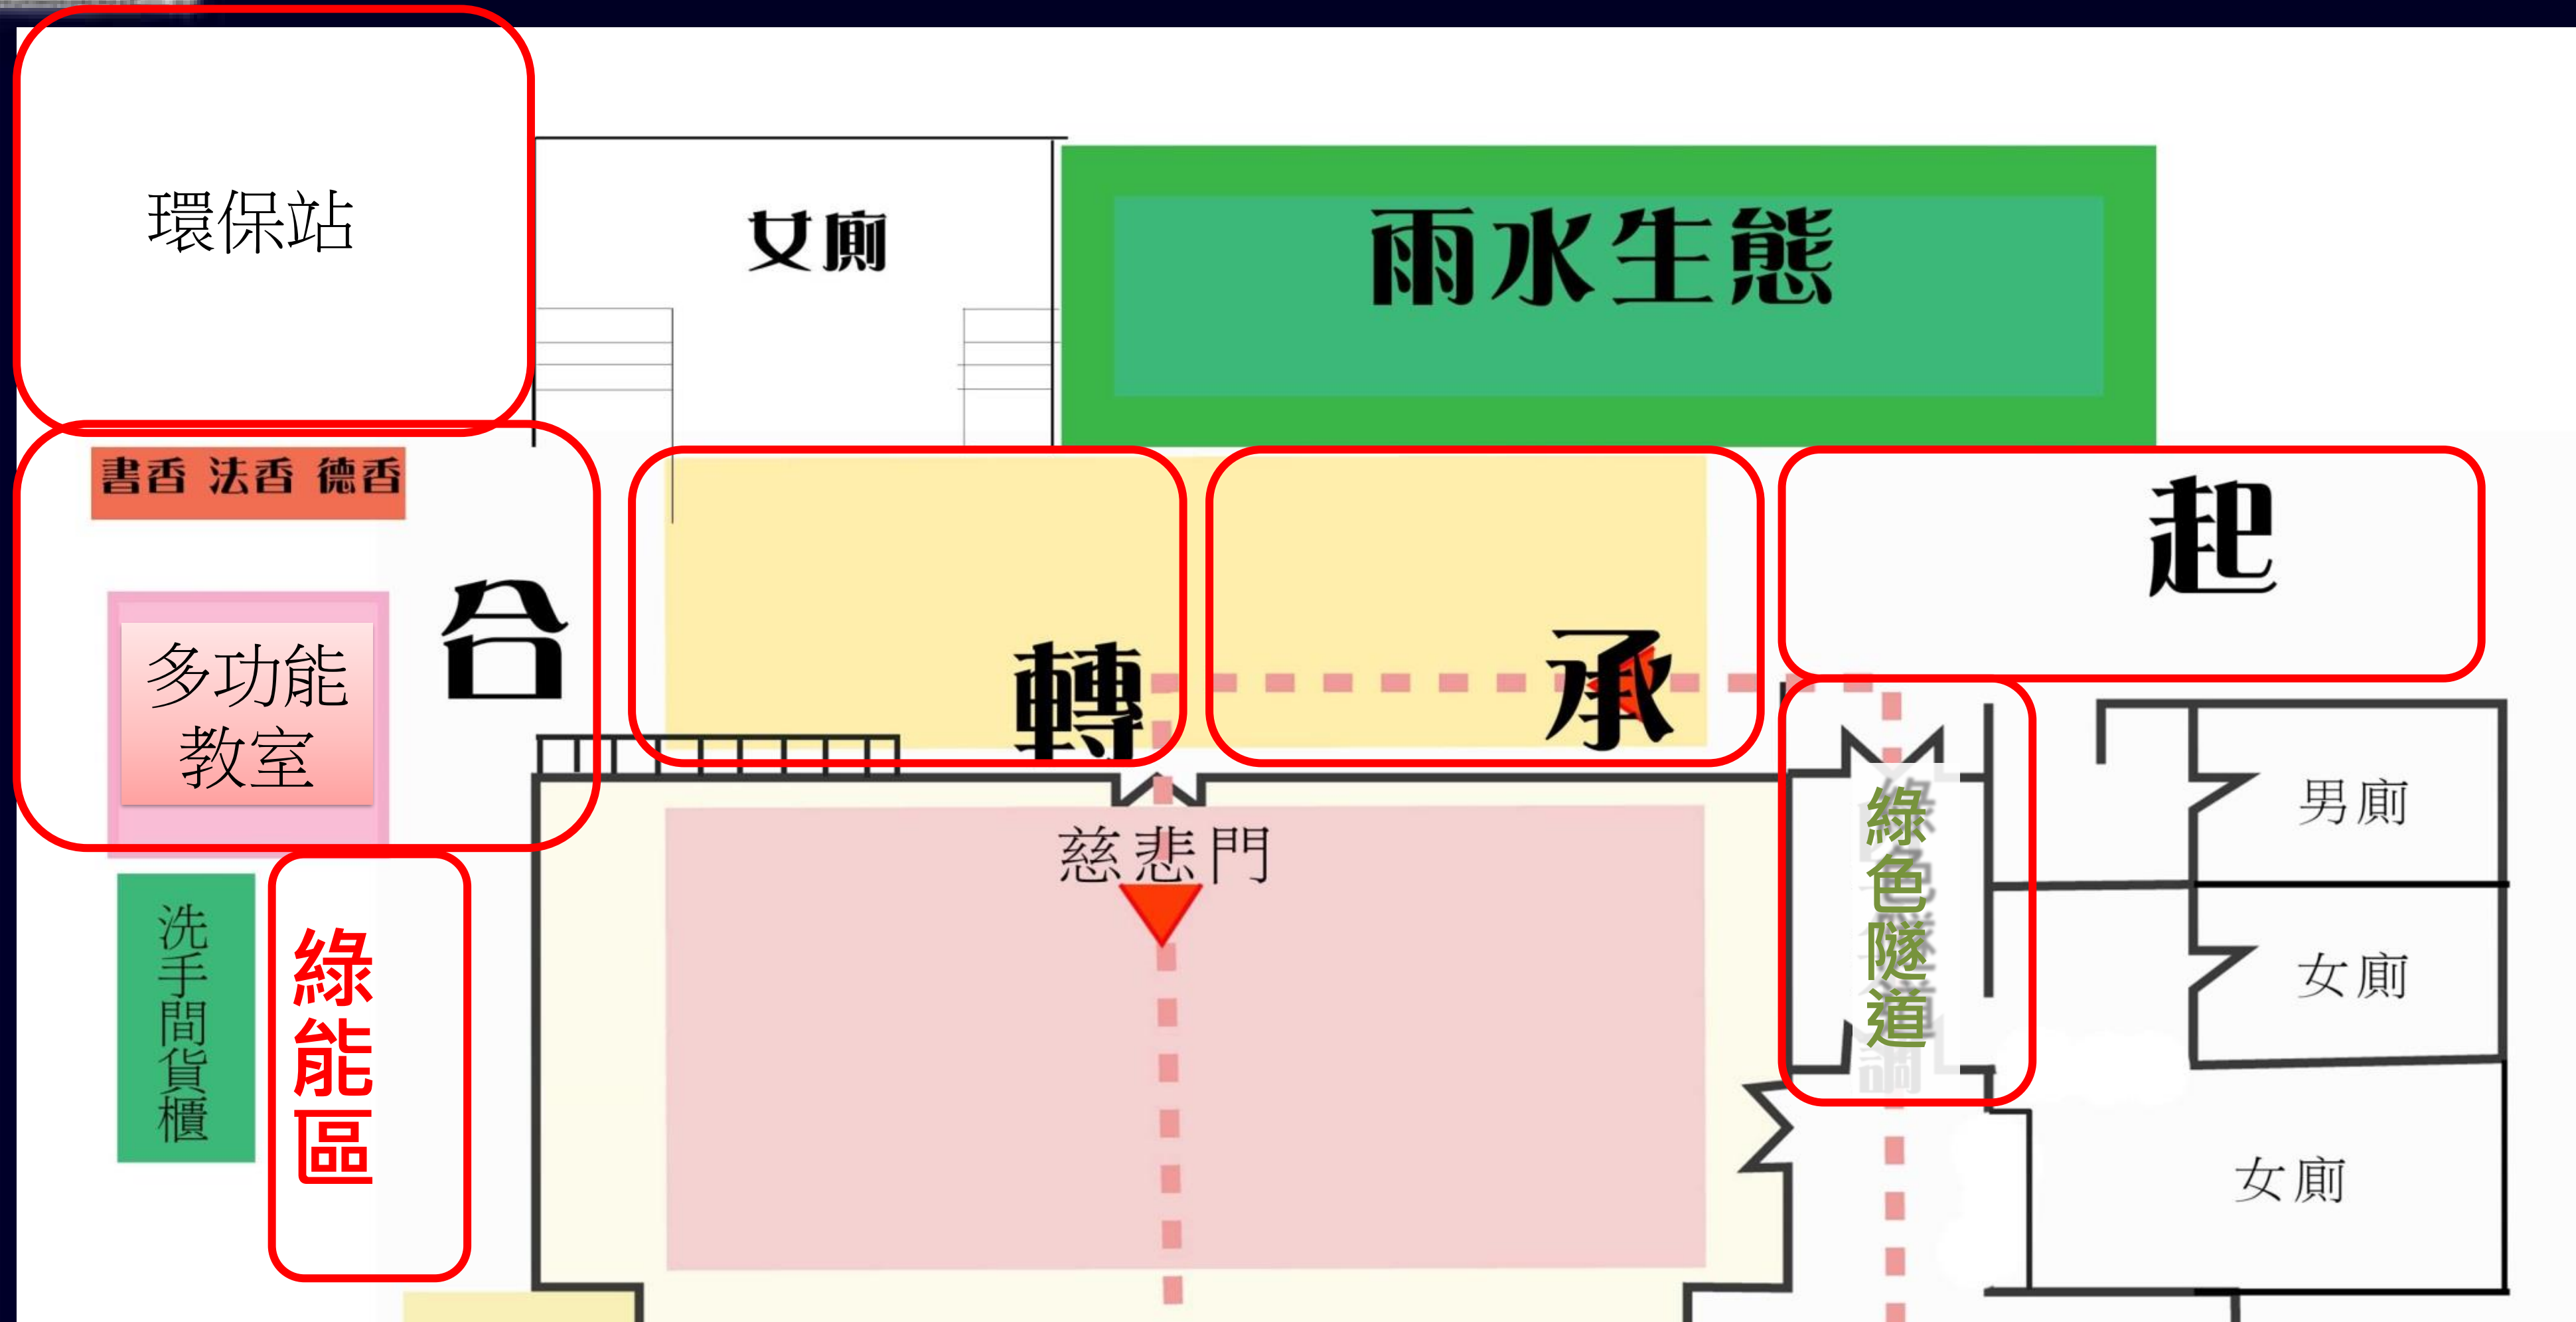 環保站
女廁
雨水生態
書香 法香 德香
起
合
轉
承
多功能
教室
慈悲門
綠色隧道
男廁
女廁
洗手間貨櫃
綠能區
女廁